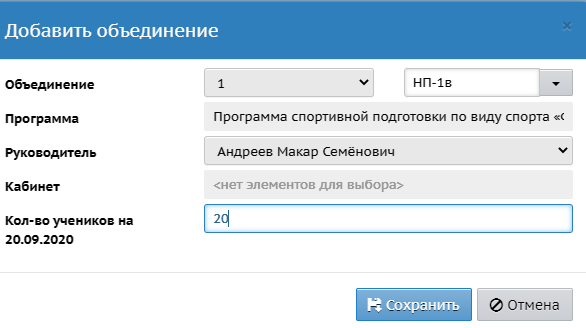 Добавить объединение
×
Объединение 1 НП-1в
Программа Программа спортивной подготовки по виду спорта «
Руководитель Андреев Макар Семёнович
Кабинет <нет элементов для выбора>
Кол-во учеников на 20
20.09.2020
Сохранить Отмена